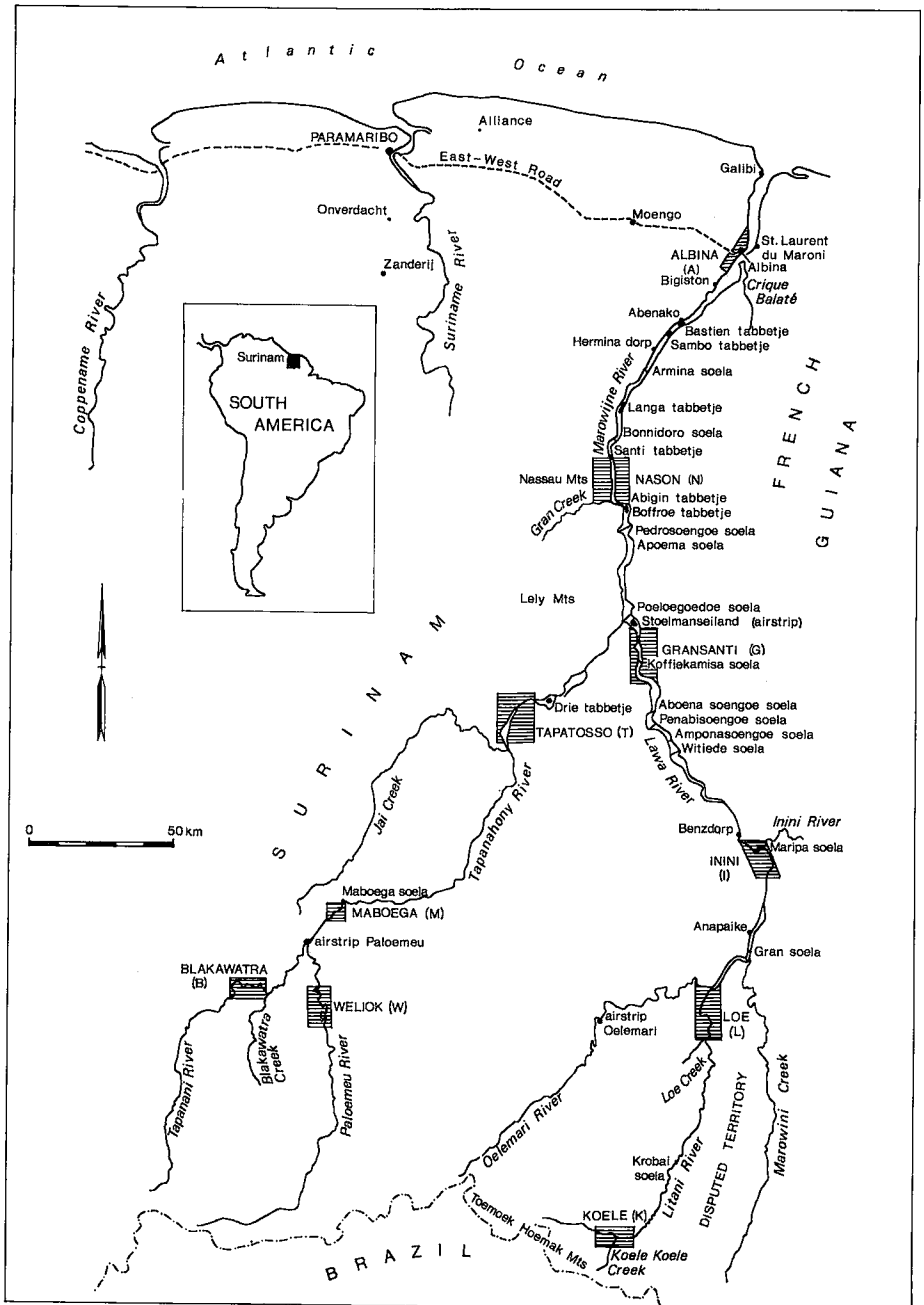 Atlantic Ocean
Alliance
PARAMARIBO
East-West Road
Galibi
Onverdacht
Moengo
St. Laurent
du Maroni
ALBINA
(A)
Albina
Zanderij
Bigiston
Crique
Balaté
Coppename River
Suriname River
Abenako
Bastien tabbetje
Sambo tabbetje
Hermina dorp
Armina soela
Marowijne River
Surinam
SOUTH
AMERICA
Langa tabbetje
Bonnidoro soela
Santi tabbetje
FRENCH
GUIANA
Nassau Mts
NASON (N)
Gran Creek
Abigin tabbetje
Boffroe tabbetje
Pedrosoengoe soela
Apoema soela
Lely Mts
Poeloegoedoe soela
Stoelmanseiland (airstrip)
GRANSANTI (G)
Koffiekamisa soela
SURINAM
Drie tabbetje
TAPATOSSO (T)
Aboena soengoe soela
Penabisoengoe soela
Amponasoengoe soela
Witiede soela
Lawa River
Jai Creek
Tapanahony River
0 50 km
Benzdorp
Inini River
Maripa soela
ININI
(I)
Maboega soela
MABOEGA (M)
Anapaike
airstrip Paloemeu
Gran soela
BLAKAWATRA
(B)
WELIOK (W)
LOE
(L)
airstrip
Oelemari
Blakawatra
Creek
Loe Creek
Tapanani River
Paloemeu River
Oelemari River
Krobai
soela
Litani River
DISPUTED TERRITORY
Marowini Creek
Toemoek Hoemak Mts
KOELE (K)
Koele Koele
Creek
BRAZIL